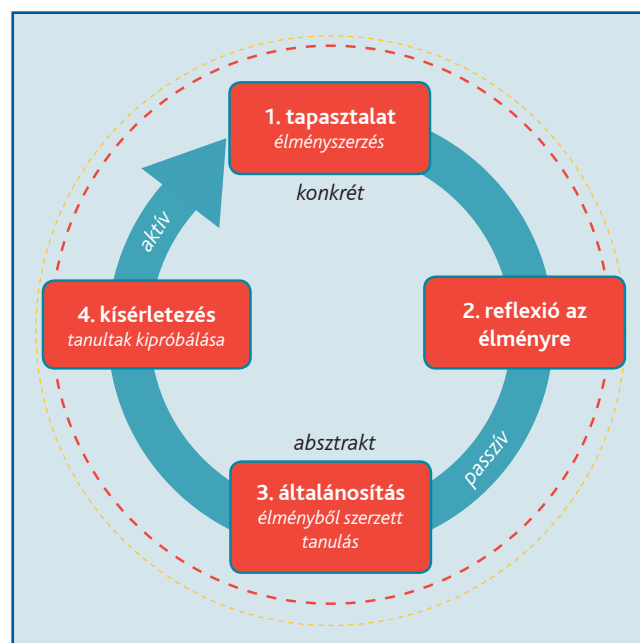 1. tapasztalat
élményszerzés
konkrét
2. reflexió az
élményre
passzív
absztrakt
3. általánosítás
élményből szerzett
tanulás
4. kísérletezés
tanultak kipróbálása
aktív